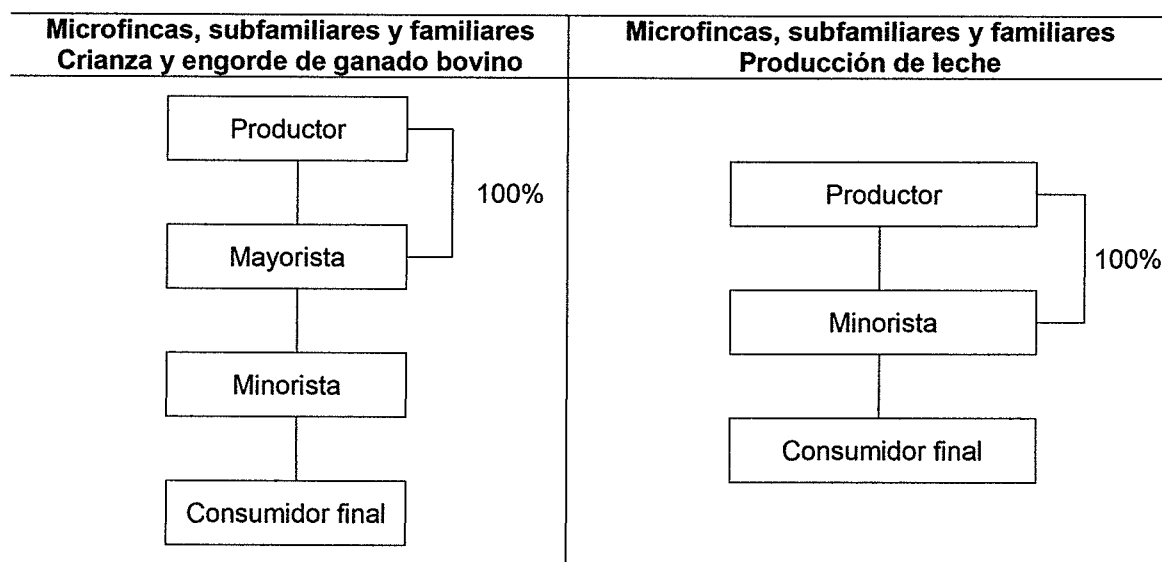 Microfincas, subfamiliares y familiares
Crianza y engorde de ganado bovino
Productor
100%
Mayorista
Minorista
Consumidor final
Microfincas, subfamiliares y familiares
Producción de leche
Productor
100%
Minorista
Consumidor final